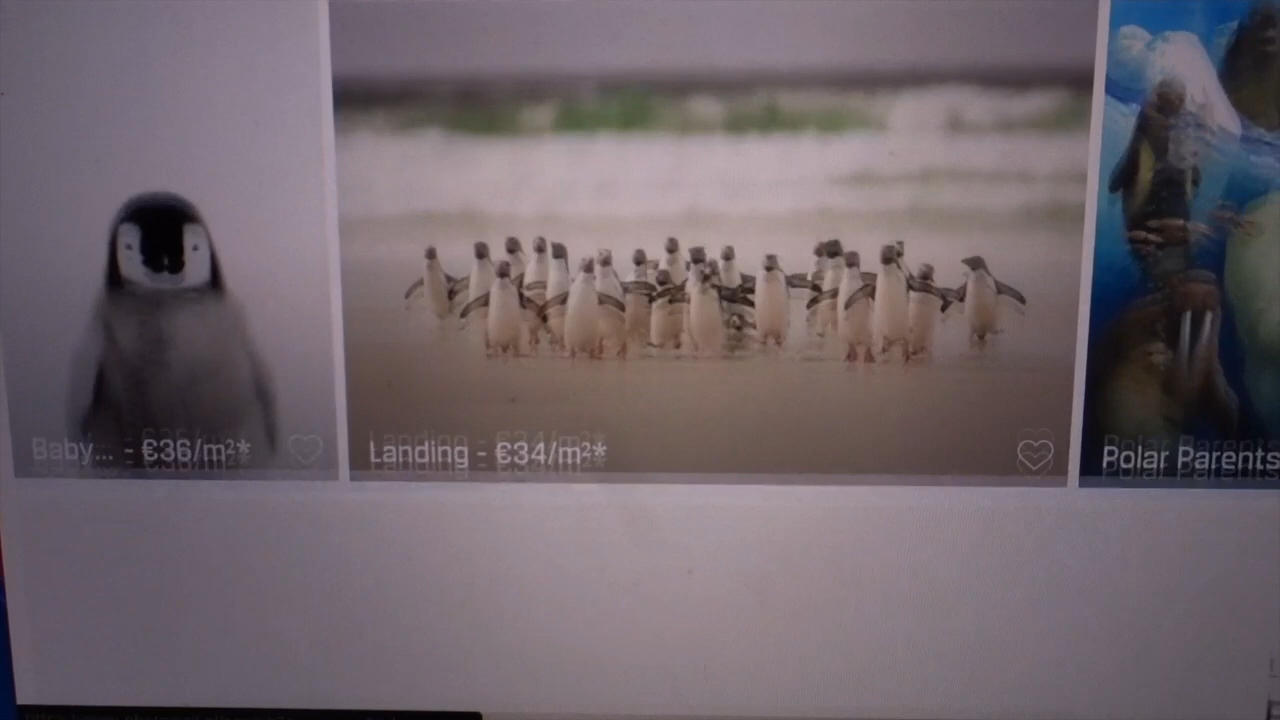 Baby... - €36/m²*
Landing - €34/m²*
Polar Parents